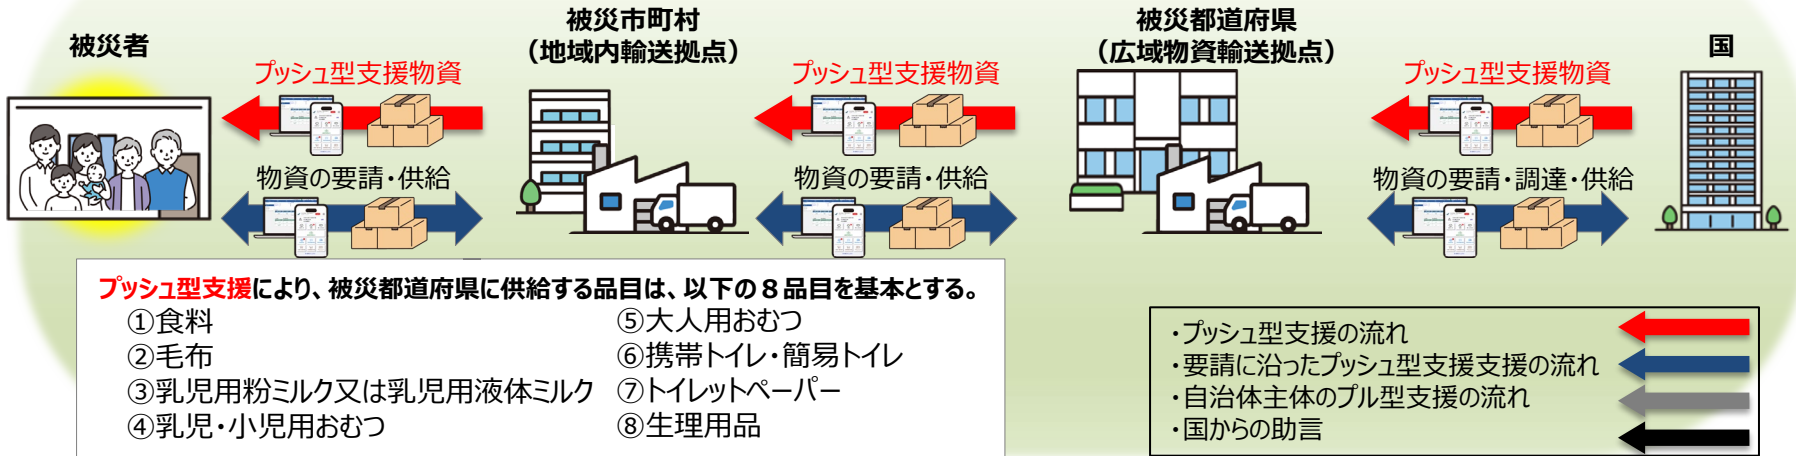 被災者
被災市町村
（地域内輸送拠点）
被災都道府県
（広域物資輸送拠点）
国
プッシュ型支援物資
プッシュ型支援物資
プッシュ型支援物資
物資の要請・供給
物資の要請・供給
物資の要請・調達・供給
プッシュ型支援により、被災都道府県に供給する品目は、以下の８品目を基本とする。
①食料
②毛布
③乳児用粉ミルク又は乳児用液体ミルク
④乳児・小児用おむつ
⑤大人用おむつ
⑥携帯トイレ・簡易トイレ
⑦トイレットペーパー
⑧生理用品
・プッシュ型支援の流れ
・要請に沿ったプッシュ型支援支援の流れ
・自治体主体のプル型支援の流れ
・国からの助言